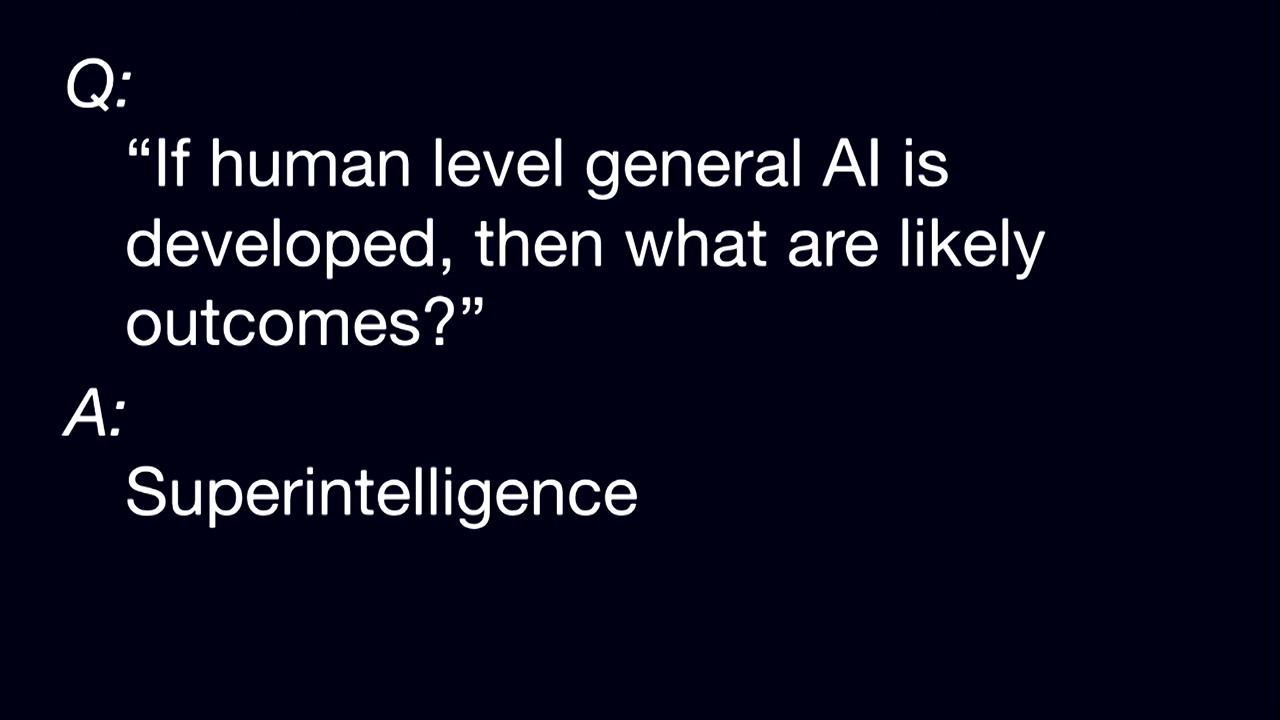 Q:
“If human level general AI is
developed, then what are likely
outcomes?”
A:
Superintelligence